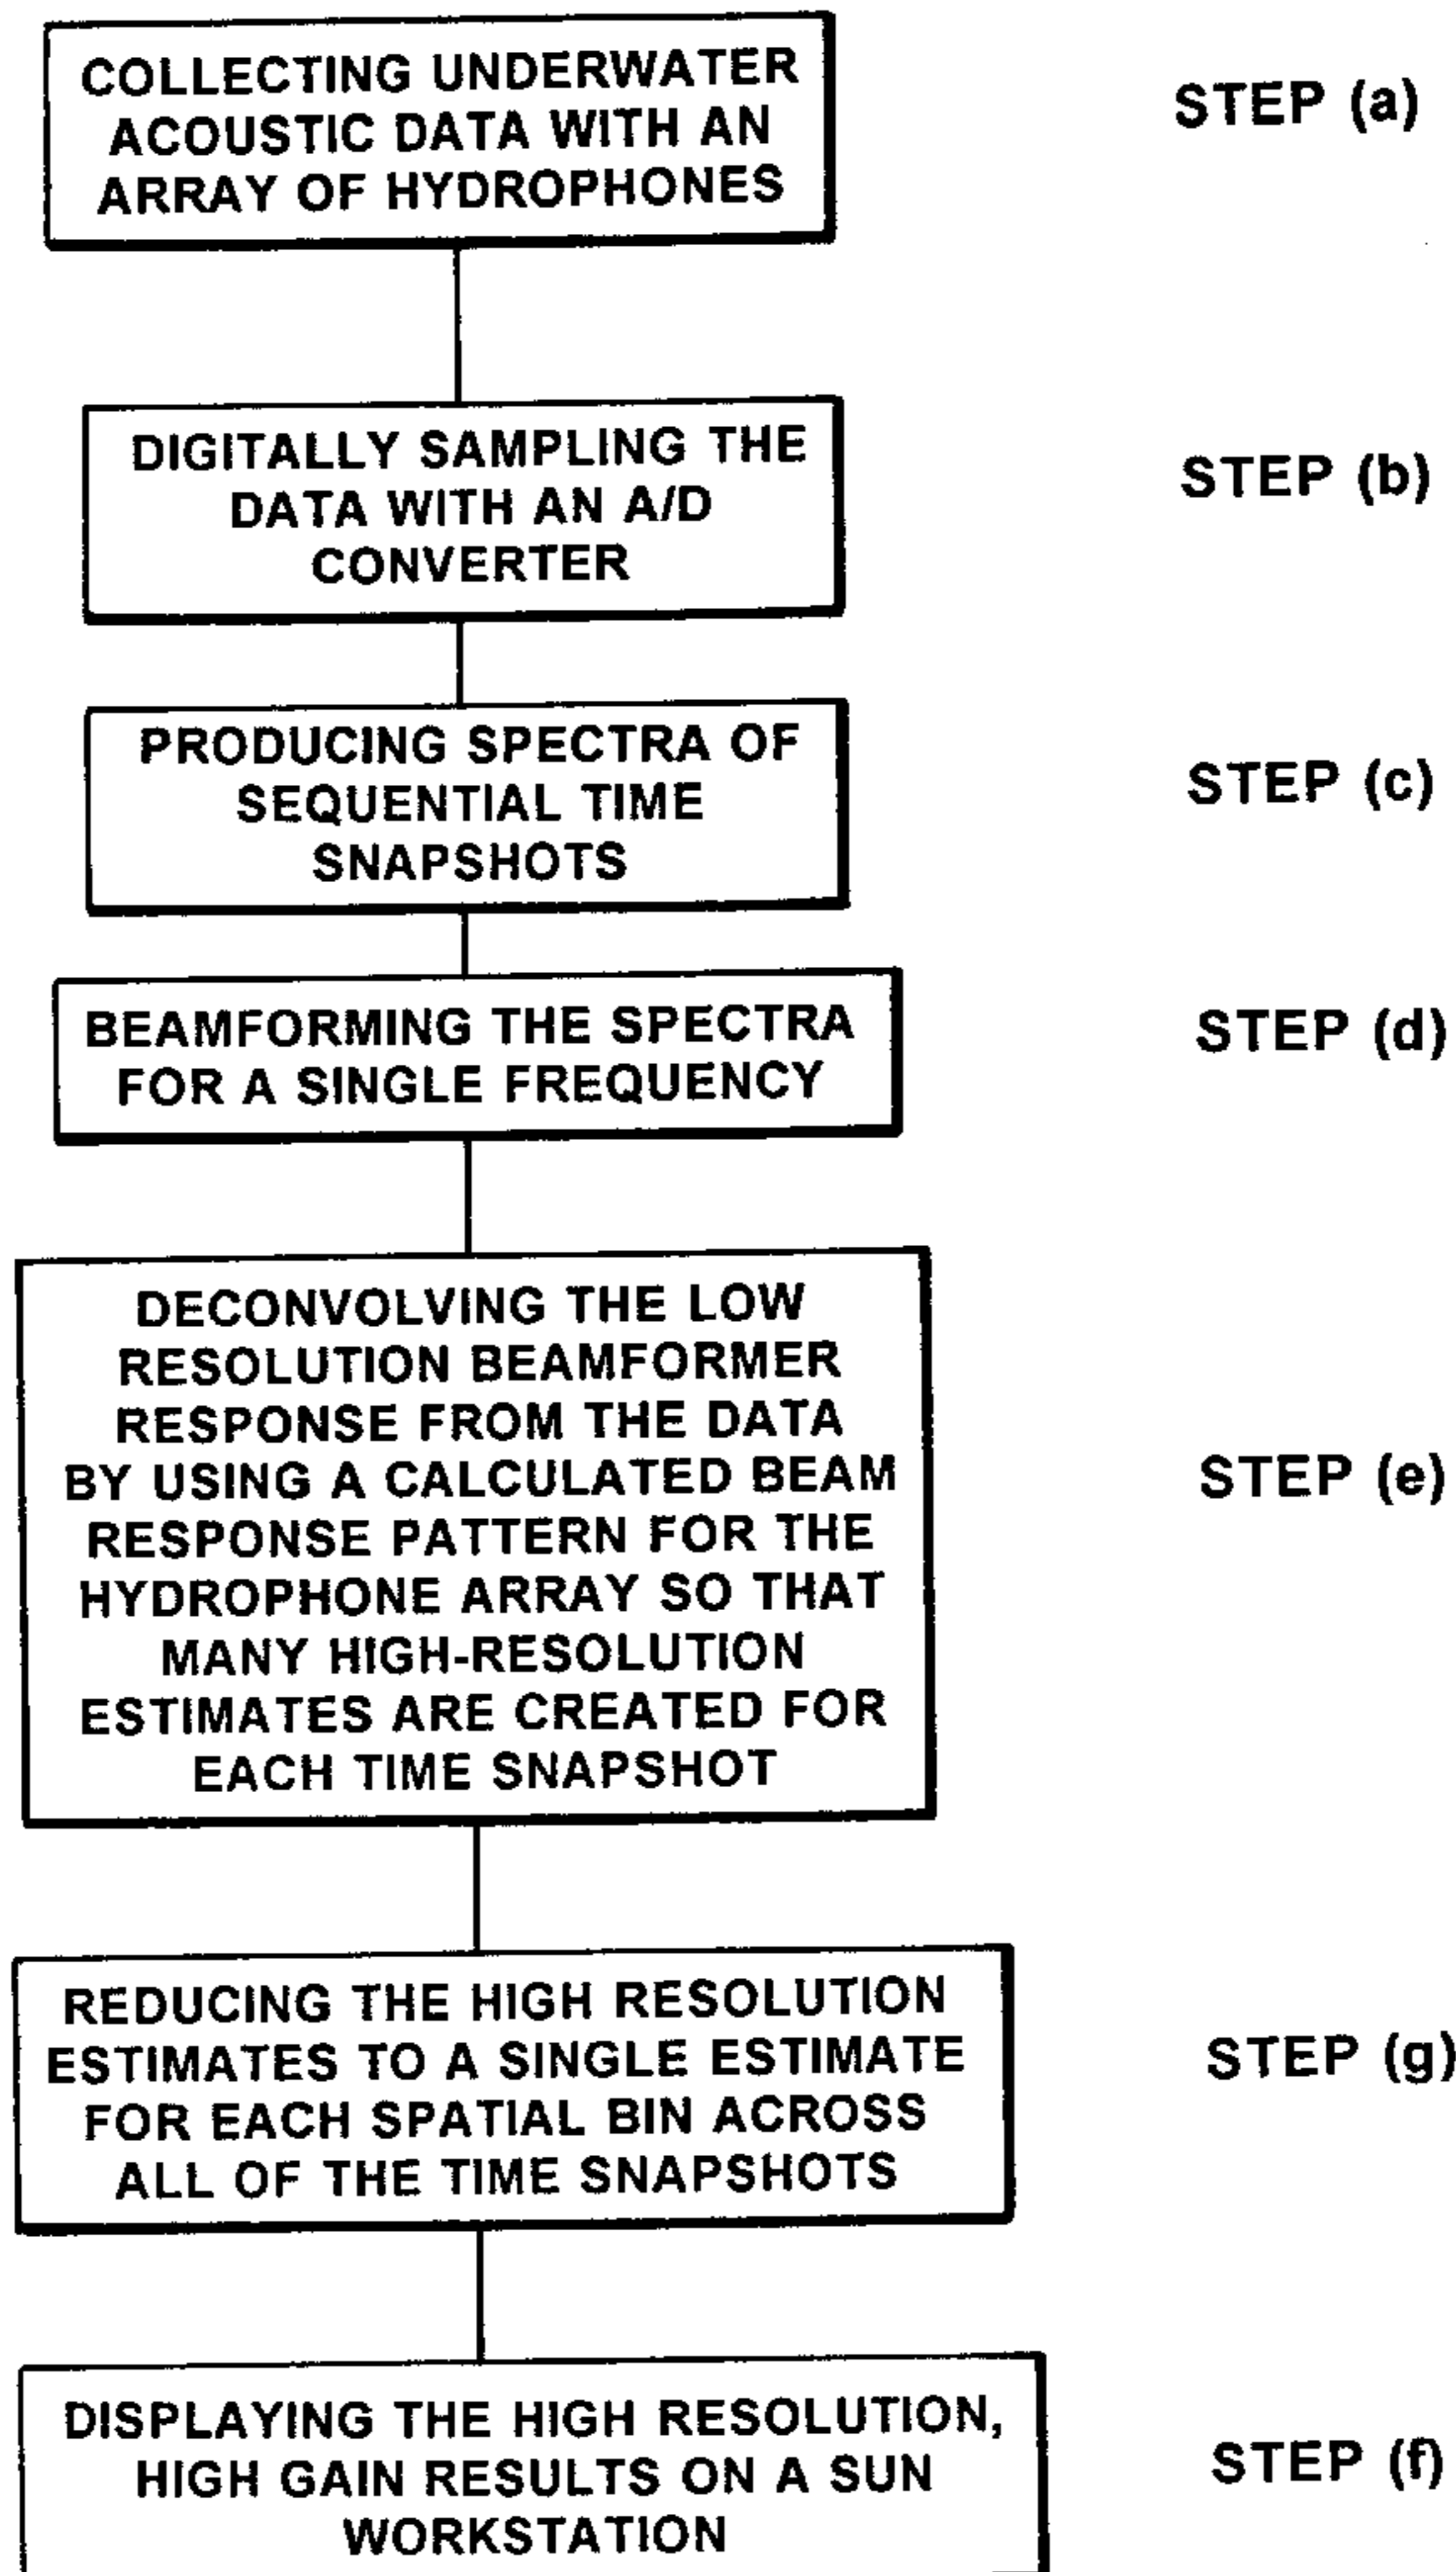 COLLECTING UNDERWATER
ACOUSTIC DATA WITH AN
ARRAY OF HYDROPHONES
STEP (a)
DIGITALLY SAMPLING THE
DATA WITH AN A/D
CONVERTER
STEP (b)
PRODUCING SPECTRA OF
SEQUENTIAL TIME
SNAPSHOTS
STEP (c)
BEAMFORMING THE SPECTRA
FOR A SINGLE FREQUENCY
STEP (d)
DECONVOLVING THE LOW
RESOLUTION BEAMFORMER
RESPONSE FROM THE DATA
BY USING A CALCULATED BEAM
RESPONSE PATTERN FOR THE
HYDROPHONE ARRAY SO THAT
MANY HIGH-RESOLUTION
ESTIMATES ARE CREATED FOR
EACH TIME SNAPSHOT
STEP (e)
REDUCING THE HIGH RESOLUTION
ESTIMATES TO A SINGLE ESTIMATE
FOR EACH SPATIAL BIN ACROSS
ALL OF THE TIME SNAPSHOTS
STEP (g)
DISPLAYING THE HIGH RESOLUTION,
HIGH GAIN RESULTS ON A SUN
WORKSTATION
STEP (f)